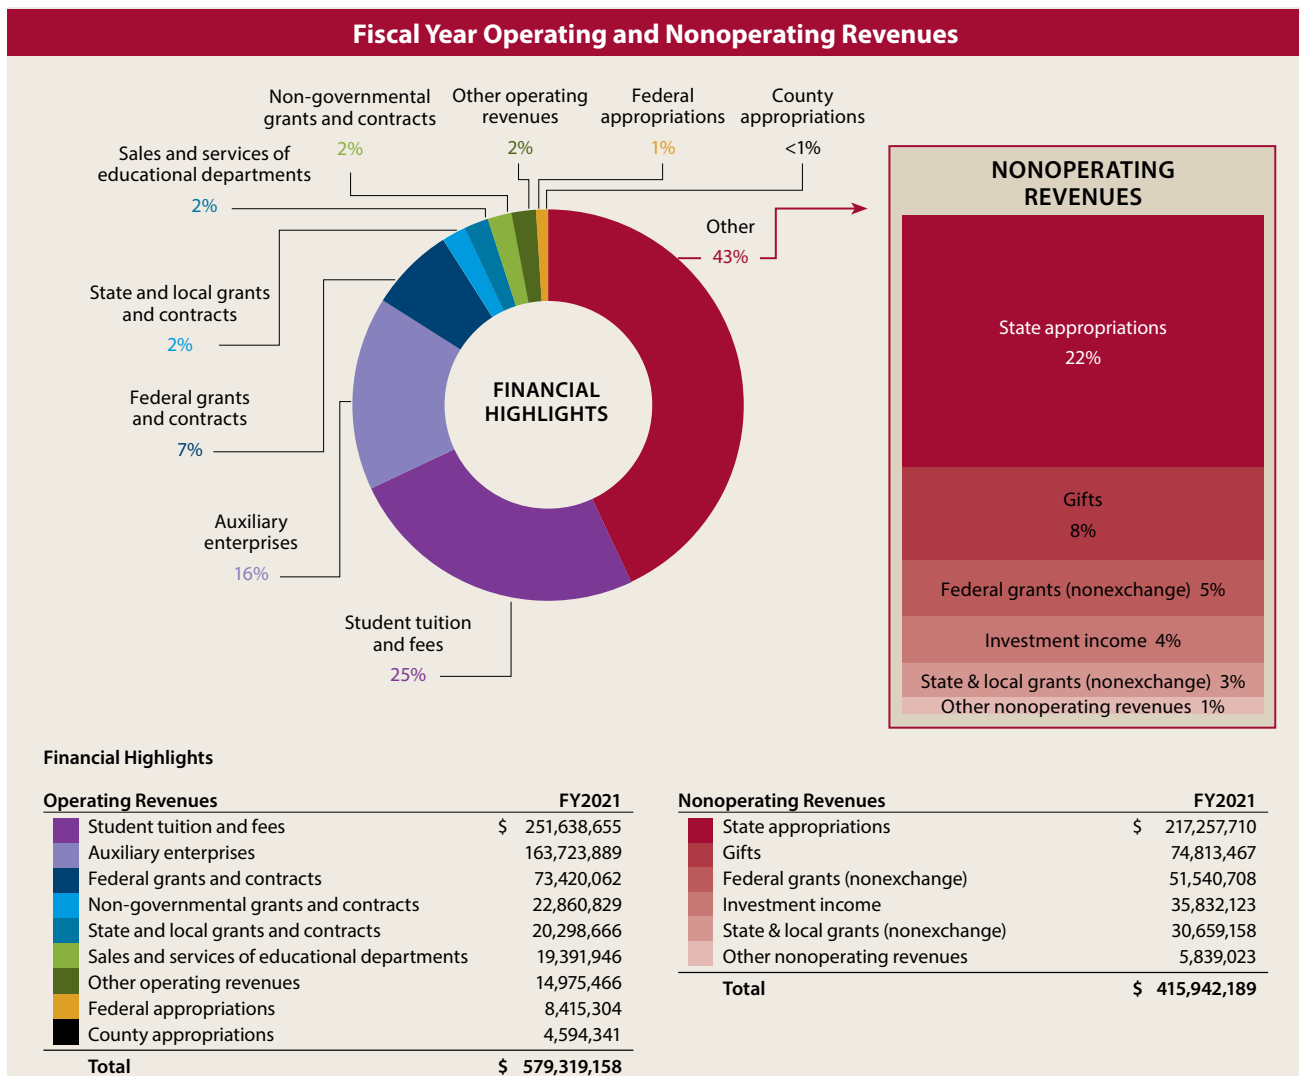 Fiscal Year Operating and Nonoperating Revenues
Non-governmental
grants and contracts
2%
Other operating
revenues
2%
Federal
appropriations
1%
County
appropriations
<1%
Sales and services of
educational departments
2%
Other
43%
State and local grants
and contracts
2%
Federal grants
and contracts
7%
Auxiliary
enterprises
16%
Student tuition
and fees
25%
FINANCIAL
HIGHLIGHTS
NONOPERATING
REVENUES
State appropriations
22%
Gifts
8%
Federal grants (nonexchange) 5%
Investment income 4%
State & local grants (nonexchange) 3%
Other nonoperating revenues 1%
Financial Highlights
Operating Revenues FY2021
Student tuition and fees $ 251,638,655
Auxiliary enterprises 163,723,889
Federal grants and contracts 73,420,062
Non-governmental grants and contracts 22,860,829
State and local grants and contracts 20,298,666
Sales and services of educational departments 19,391,946
Other operating revenues 14,975,466
Federal appropriations 8,415,304
County appropriations 4,594,341
Total $ 579,319,158
Nonoperating Revenues FY2021
State appropriations $ 217,257,710
Gifts 74,813,467
Federal grants (nonexchange) 51,540,708
Investment income 35,832,123
State & local grants (nonexchange) 30,659,158
Other nonoperating revenues 5,839,023
Total $ 415,942,189